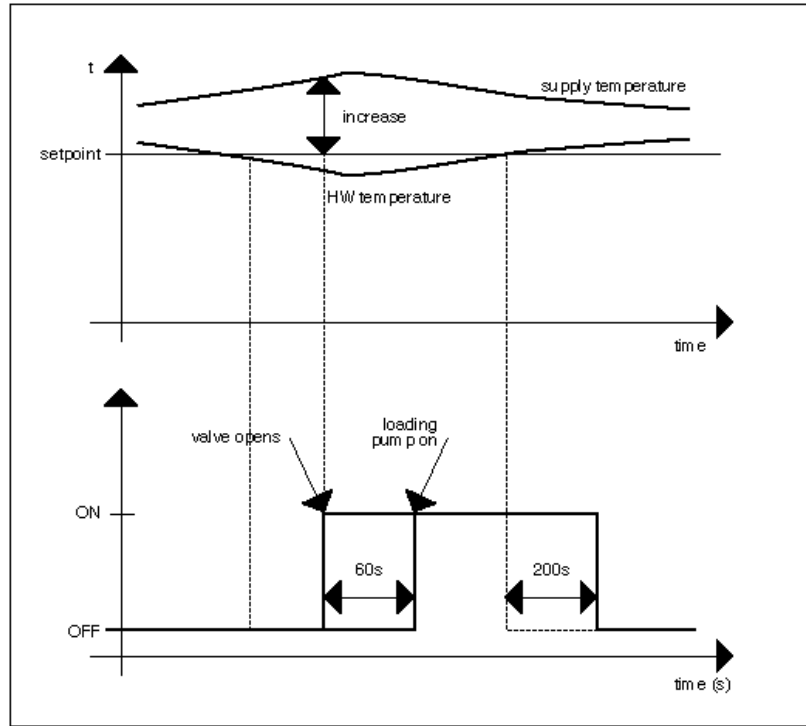 t
supply temperature
increase
setpoint
HW temperature
time
valve opens
loading
pump on
ON
60s
200s
OFF
time (s)